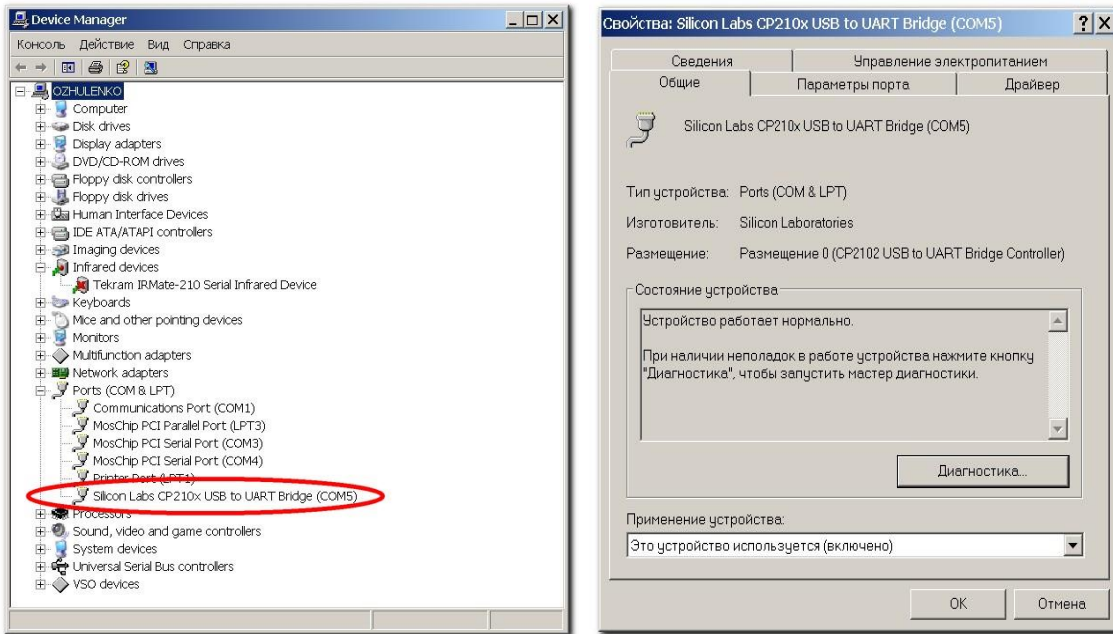 Device Manager
Консоль Действие Вид Справка
OZHULENKO
Computer
Disk drives
Display adapters
DVD/CD-ROM drives
Floppy disk controllers
Floppy disk drives
Human Interface Devices
IDE ATA/ATAPI controllers
Imaging devices
Infrared devices
Tekram IRMate-210 Serial Infrared Device
Keyboards
Mice and other pointing devices
Monitors
Multifunction adapters
Network adapters
Ports (COM & LPT)
Communications Port (COM1)
MosChip PCI Parallel Port (LPT3)
MosChip PCI Serial Port (COM3)
MosChip PCI Serial Port (COM4)
Printer Port (LPT1)
Silicon Labs CP210x USB to UART Bridge (COM5)
Processors
Sound, video and game controllers
System devices
Universal Serial Bus controllers
VSO devices
Свойства: Silicon Labs CP210x USB to UART Bridge (COM5)
Сведения Управление электропитанием
Общие Параметры порта Драйвер
Silicon Labs CP210x USB to UART Bridge (COM5)
Тип устройства: Ports (COM & LPT)
Изготовитель: Silicon Laboratories
Размещение: Размещение 0 (CP2102 USB to UART Bridge Controller)
Состояние устройства
Устройство работает нормально.
При наличии неполадок в работе устройства нажмите кнопку
"Диагностика", чтобы запустить мастер диагностики.
Диагностика...
Применение устройства:
Это устройство используется (включено)
OK Отмена